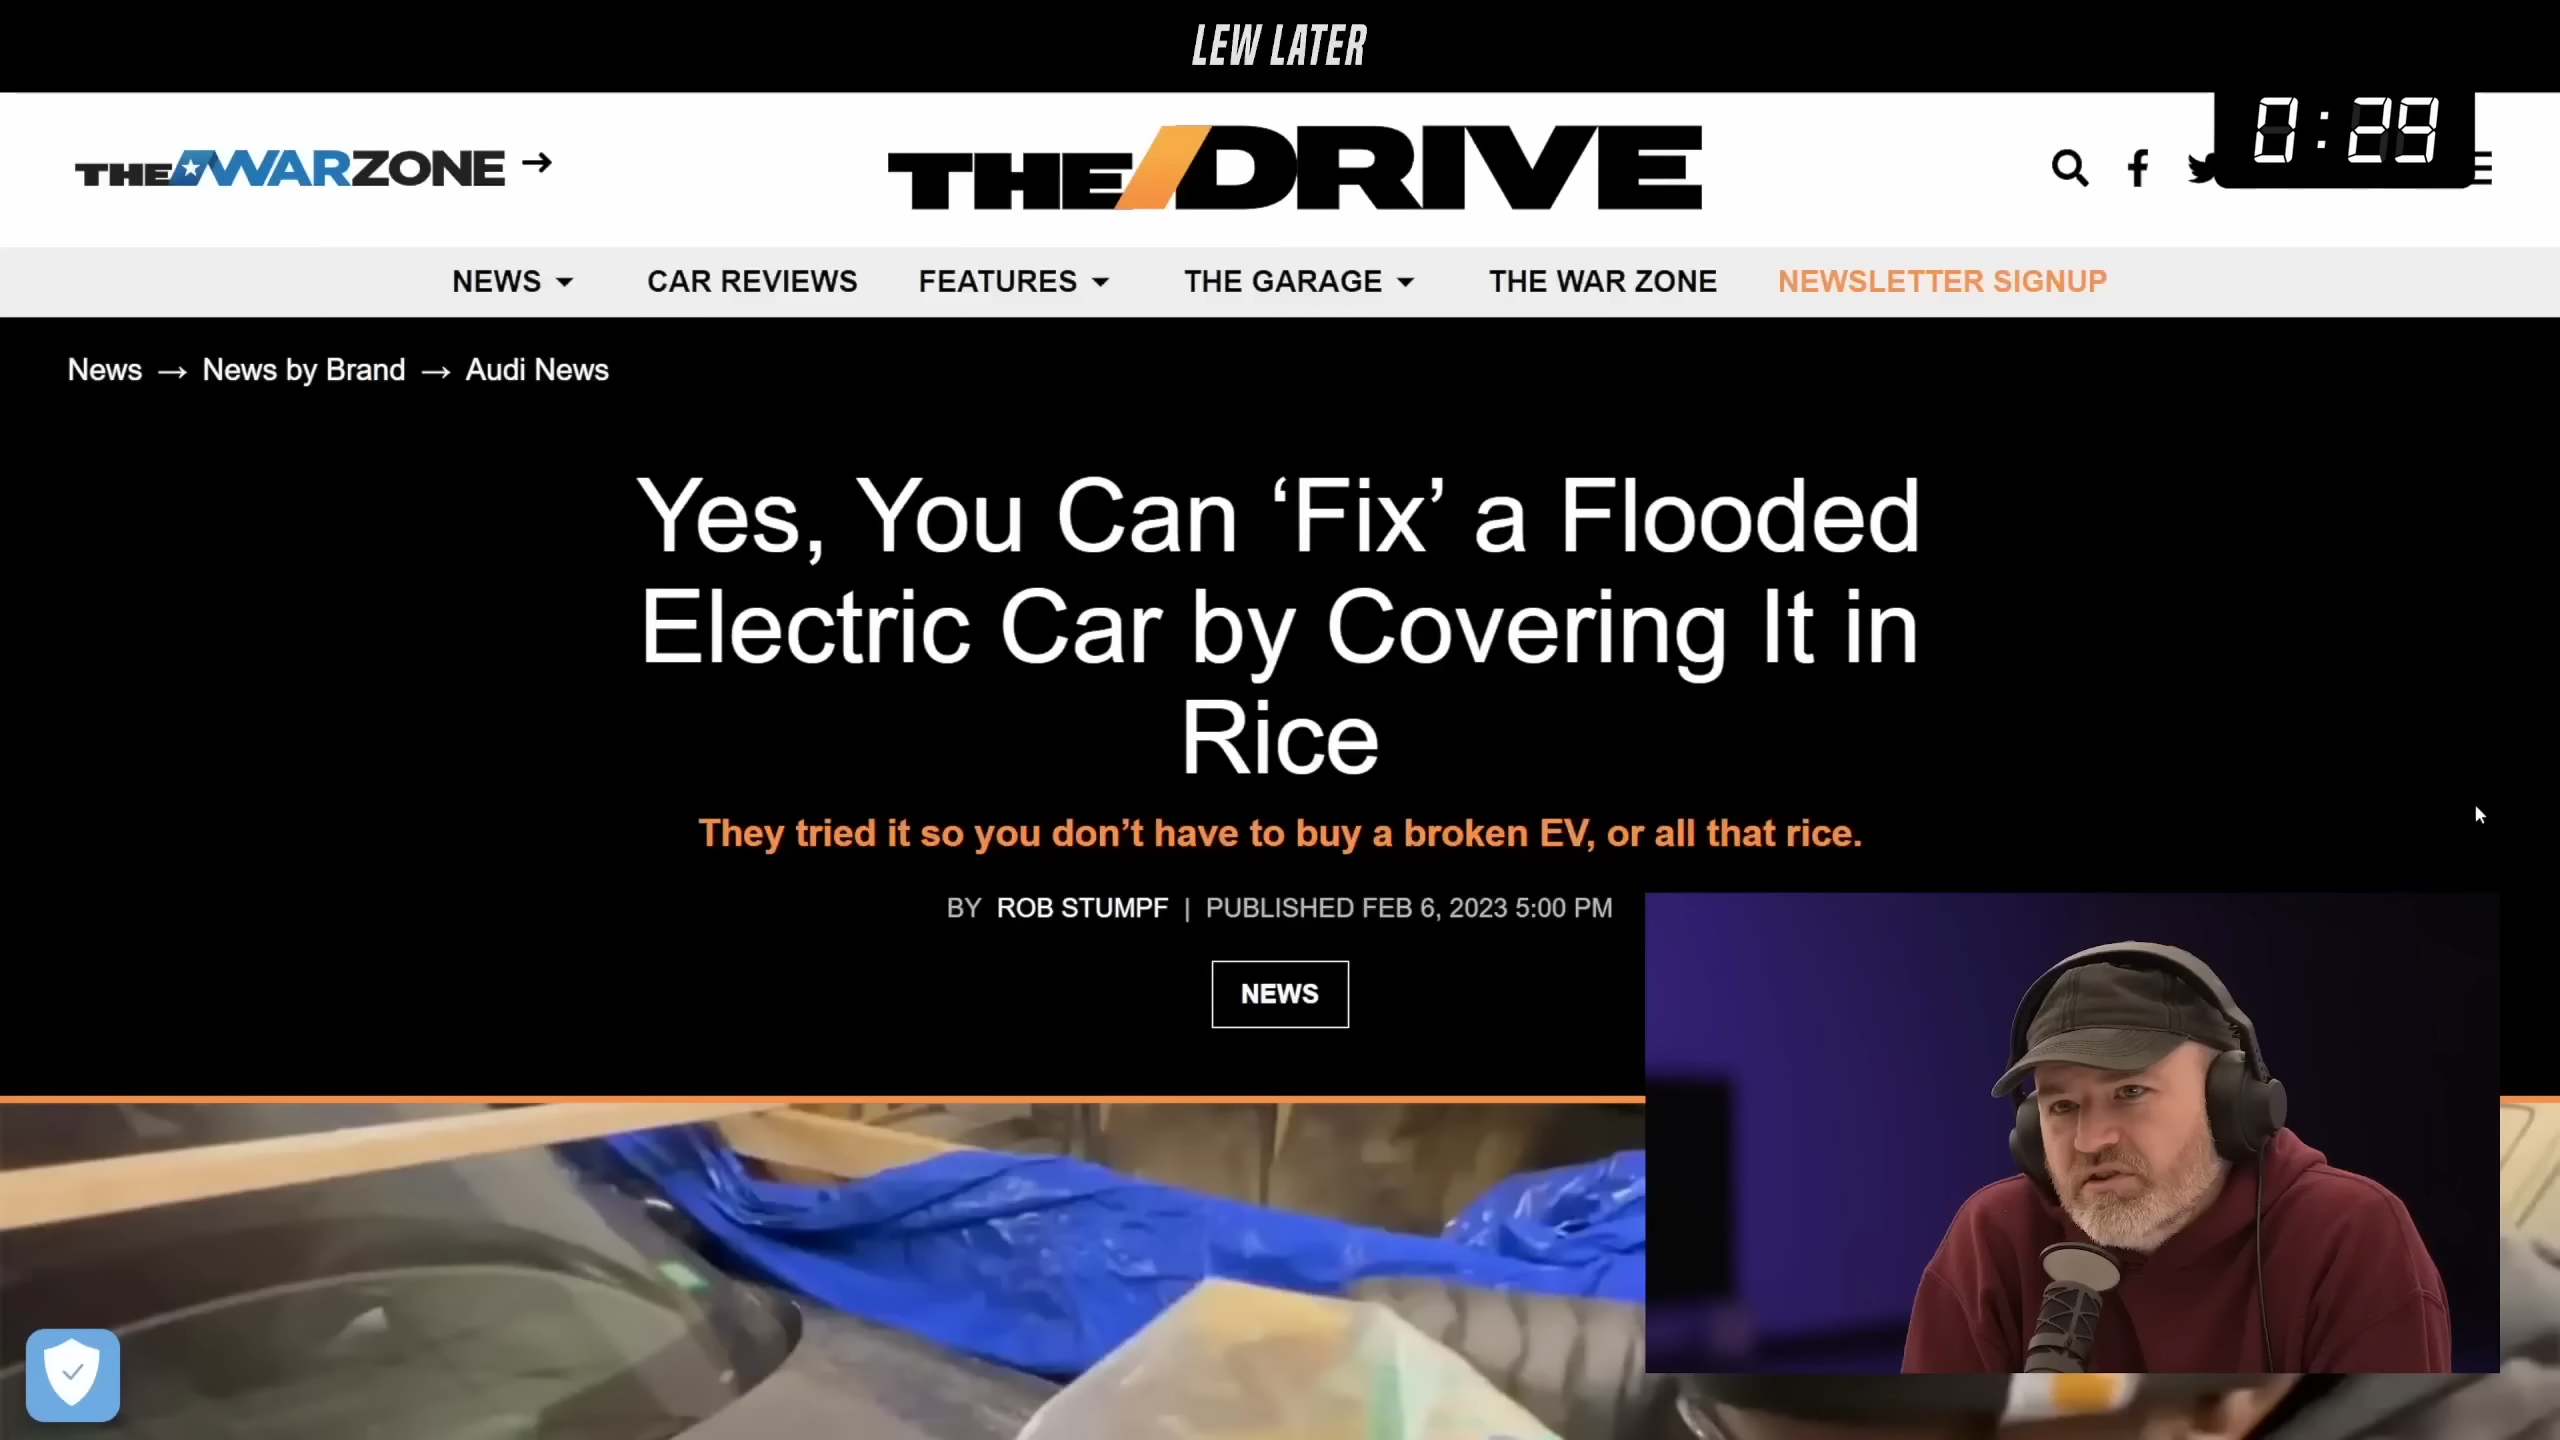 LEW LATER
THE WARZONE →
THE DRIVE
0:29
NEWS
CAR REVIEWS
FEATURES
THE GARAGE
THE WAR ZONE
NEWSLETTER SIGNUP
News → News by Brand → Audi News
Yes, You Can ‘Fix’ a Flooded
Electric Car by Covering It in
Rice
They tried it so you don’t have to buy a broken EV, or all that rice.
BY ROB STUMPF | PUBLISHED FEB 6, 2023 5:00 PM
NEWS